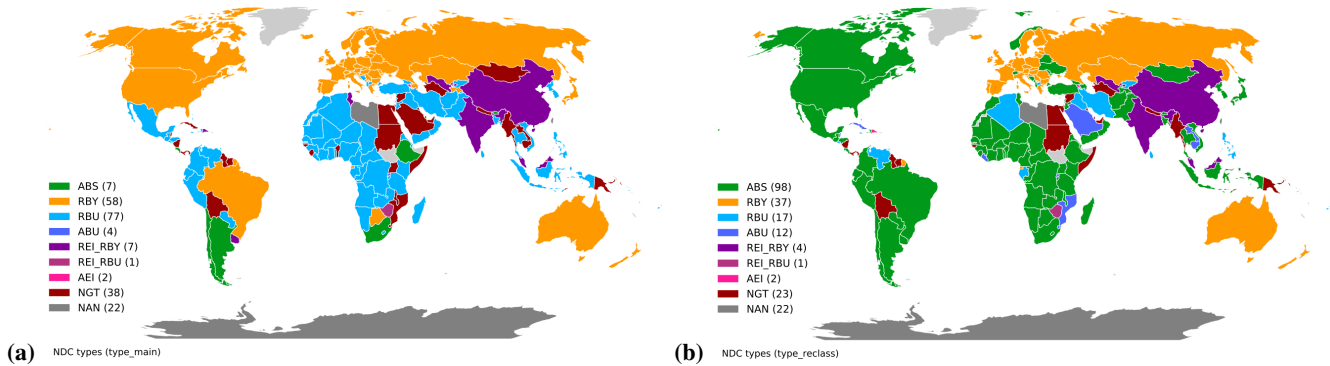 ABS (7)
RBY (58)
RBU (77)
ABU (4)
REI_RBY (7)
REI_RBU (1)
AEI (2)
NGT (38)
NAN (22)
(a) NDC types (type_main)
ABS (98)
RBY (37)
RBU (17)
ABU (12)
REI_RBY (4)
REI_RBU (1)
AEI (2)
NGT (23)
NAN (22)
(b) NDC types (type_reclass)